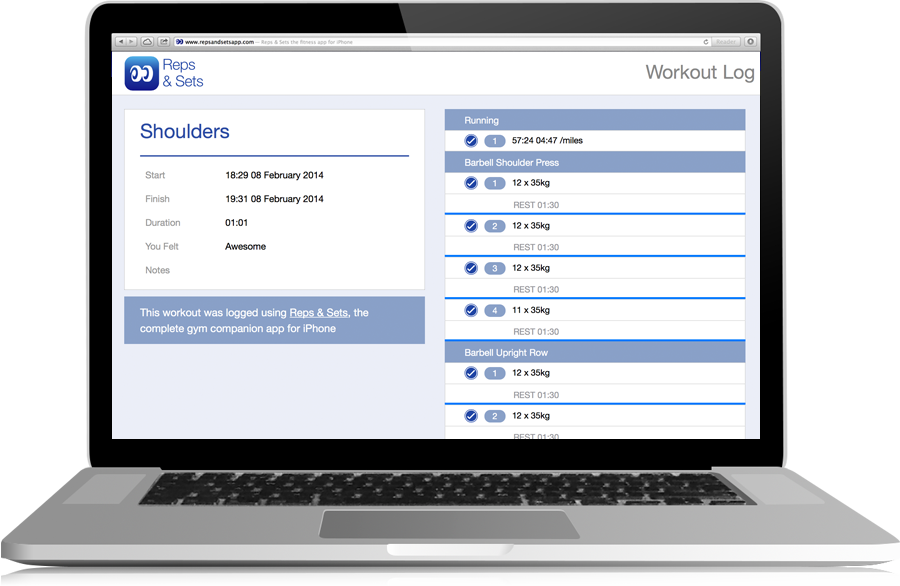 www.repsandsetsapp.com — Reps & Sets the fitness app for iPhone
Reader
Reps
& Sets
Workout Log
Shoulders
Start 18:29 08 February 2014
Finish 19:31 08 February 2014
Duration 01:01
You Felt Awesome
Notes
This workout was logged using Reps & Sets, the
complete gym companion app for iPhone
Running
1 57:24 04:47 /miles
Barbell Shoulder Press
1 12 x 35kg
REST 01:30
2 12 x 35kg
REST 01:30
3 12 x 35kg
REST 01:30
4 11 x 35kg
REST 01:30
Barbell Upright Row
1 12 x 35kg
REST 01:30
2 12 x 35kg
REST 01:30